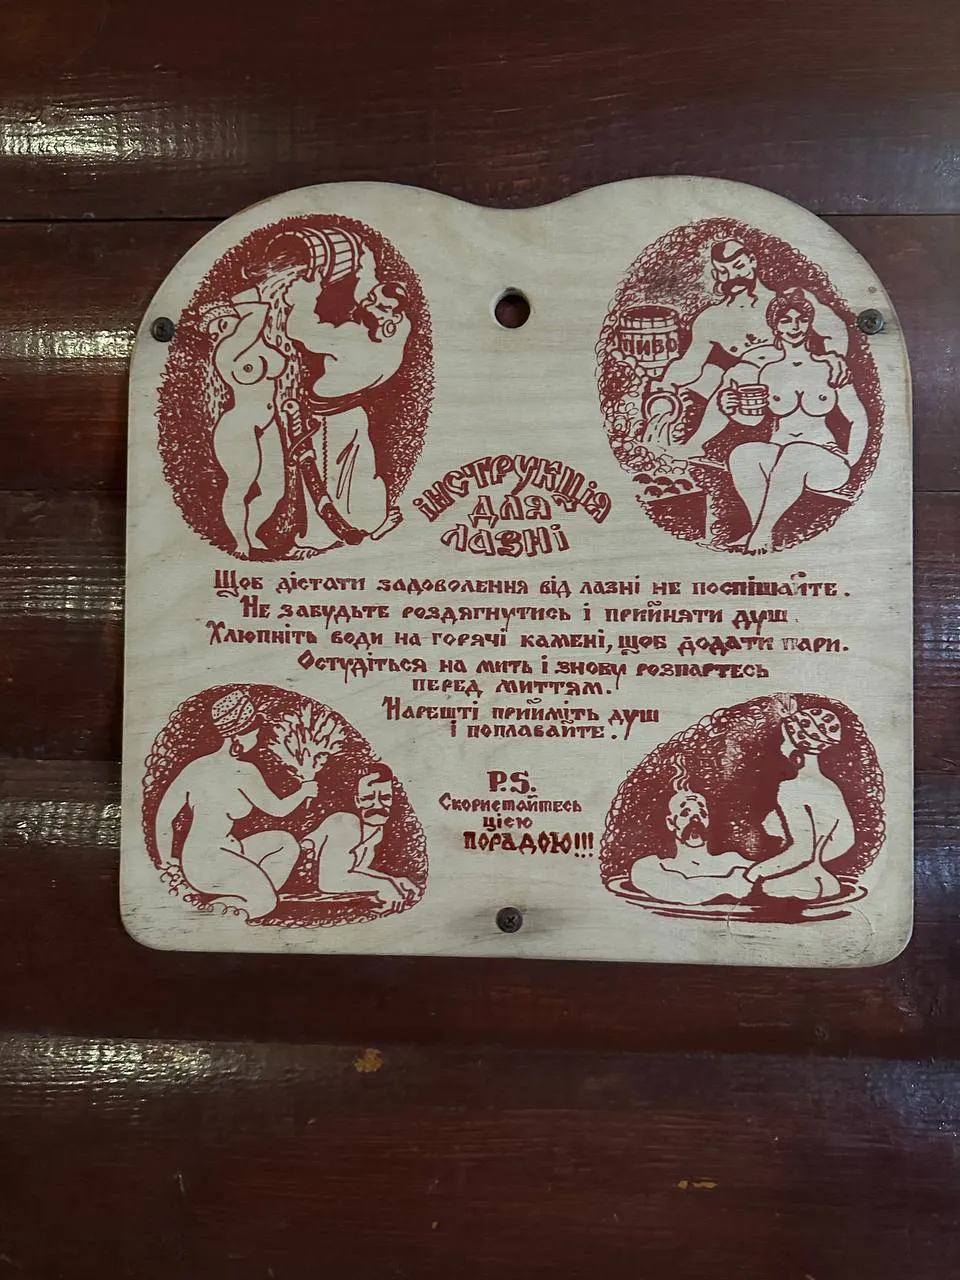 ПИВО
ІНСТРУКЦІЯ
ДЛЯ
ЛАЗНІ
Щоб дістати задоволення від лазні не поспішайте.
Не забудьте роздягнутись і прийняти душ.
Хлюпніть води на горячі камені, щоб додати пари.
Остудіться на мить і знову розпартесь
перед миттям.
Нарешті прийміть душ
і поплавайте.
P.S.
Скористайтесь
цією
ПОРАДОЮ!!!